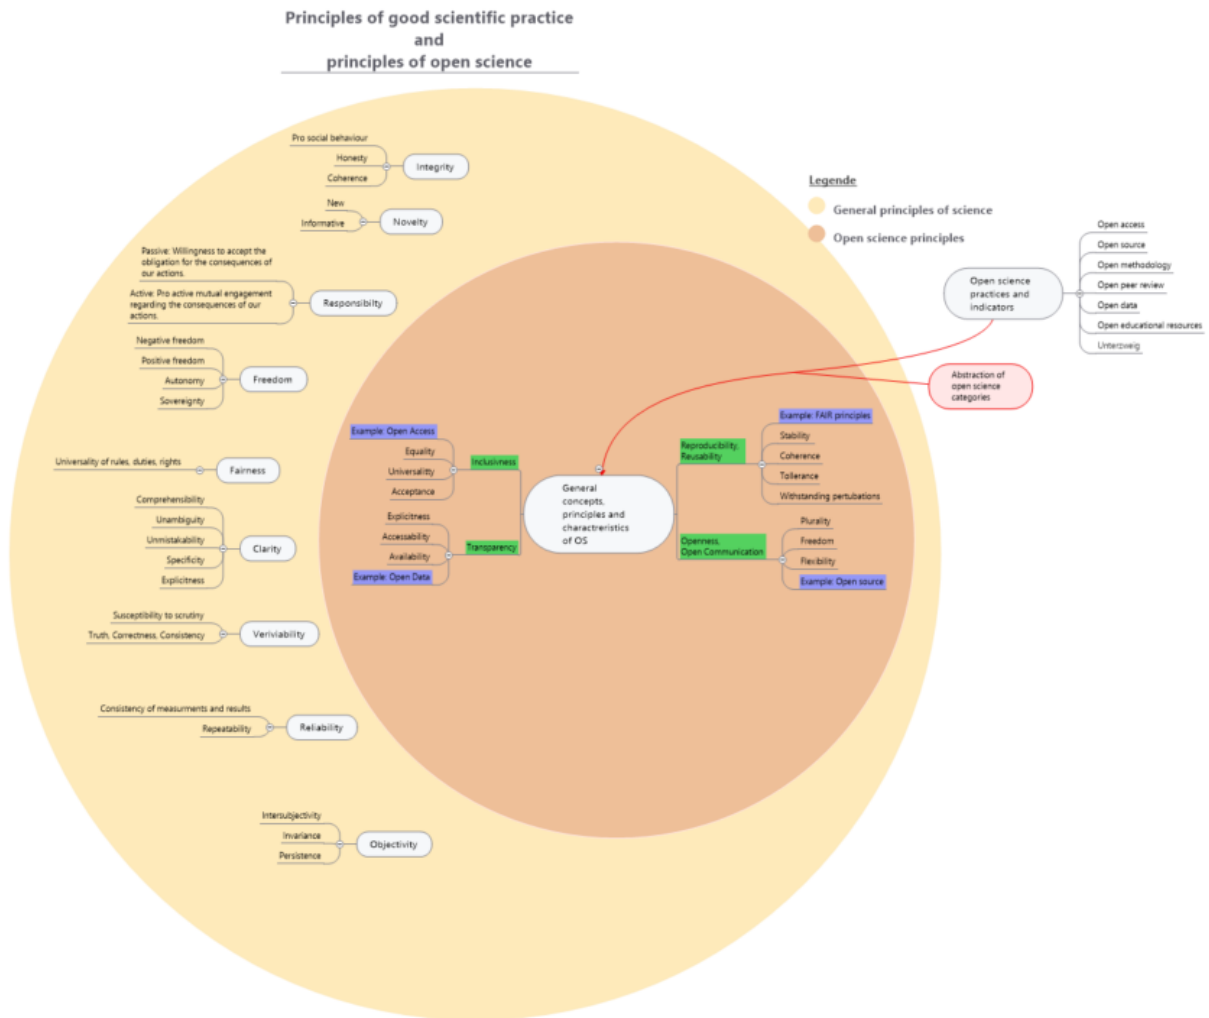 Principles of good scientific practice
and
principles of open science
Pro social behaviour
Honesty
Coherence
Integrity
New
Informative
Novelty
Passive: Willingness to accept the
obligation for the consequences of
our actions.
Active: Pro active mutual engagement
regarding the consequences of our
actions.
Responsibilty
Negative freedom
Positive freedom
Autonomy
Sovereignty
Freedom
Universality of rules, duties, rights
Fairness
Comprehensibility
Unambiguity
Unmistakability
Specificity
Explicitness
Clarity
Susceptibility to scrutiny
Truth, Correctness, Consistency
Veriviability
Consistency of measurments and results
Repeatability
Reliability
Intersubjectivity
Invariance
Persistence
Objectivity
Legende
General principles of science
Open science principles
Open science
practices and
indicators
Open access
Open source
Open methodology
Open peer review
Open data
Open educational resources
Unterzweig
Abstraction of
open science
categories
Example: Open Access
Equality
Universalitty
Acceptance
Inclusivness
Explicitness
Accessability
Availability
Example: Open Data
Transparency
General
concepts,
principles and
charactreristics
of OS
Reproducibility,
Reusability
Example: FAIR principles
Stability
Coherence
Tollerance
Withstanding pertubations
Openness,
Open Communication
Plurality
Freedom
Flexibility
Example: Open source